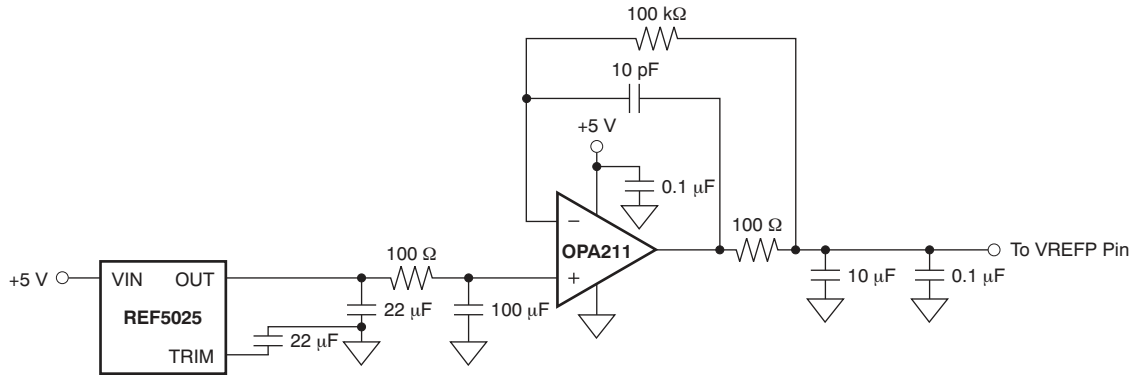 100 kΩ
10 pF
+5 V
0.1 µF
−
OPA211
+
100 Ω
100 Ω
To VREFP Pin
10 µF
0.1 µF
+5 V
VIN
OUT
REF5025
TRIM
22 µF
22 µF
100 µF